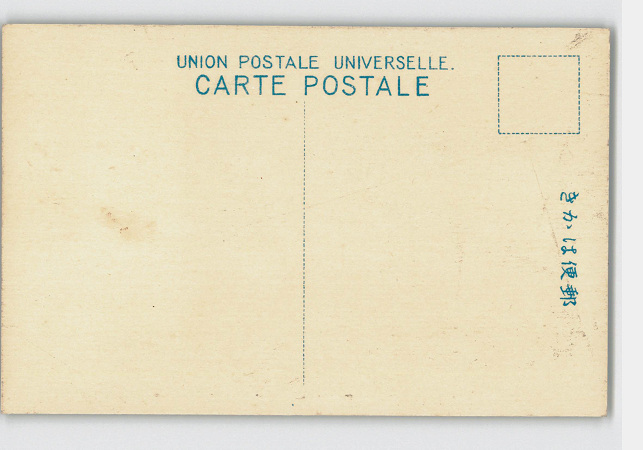 UNION POSTALE UNIVERSELLE.
CARTE POSTALE
きかは便郵